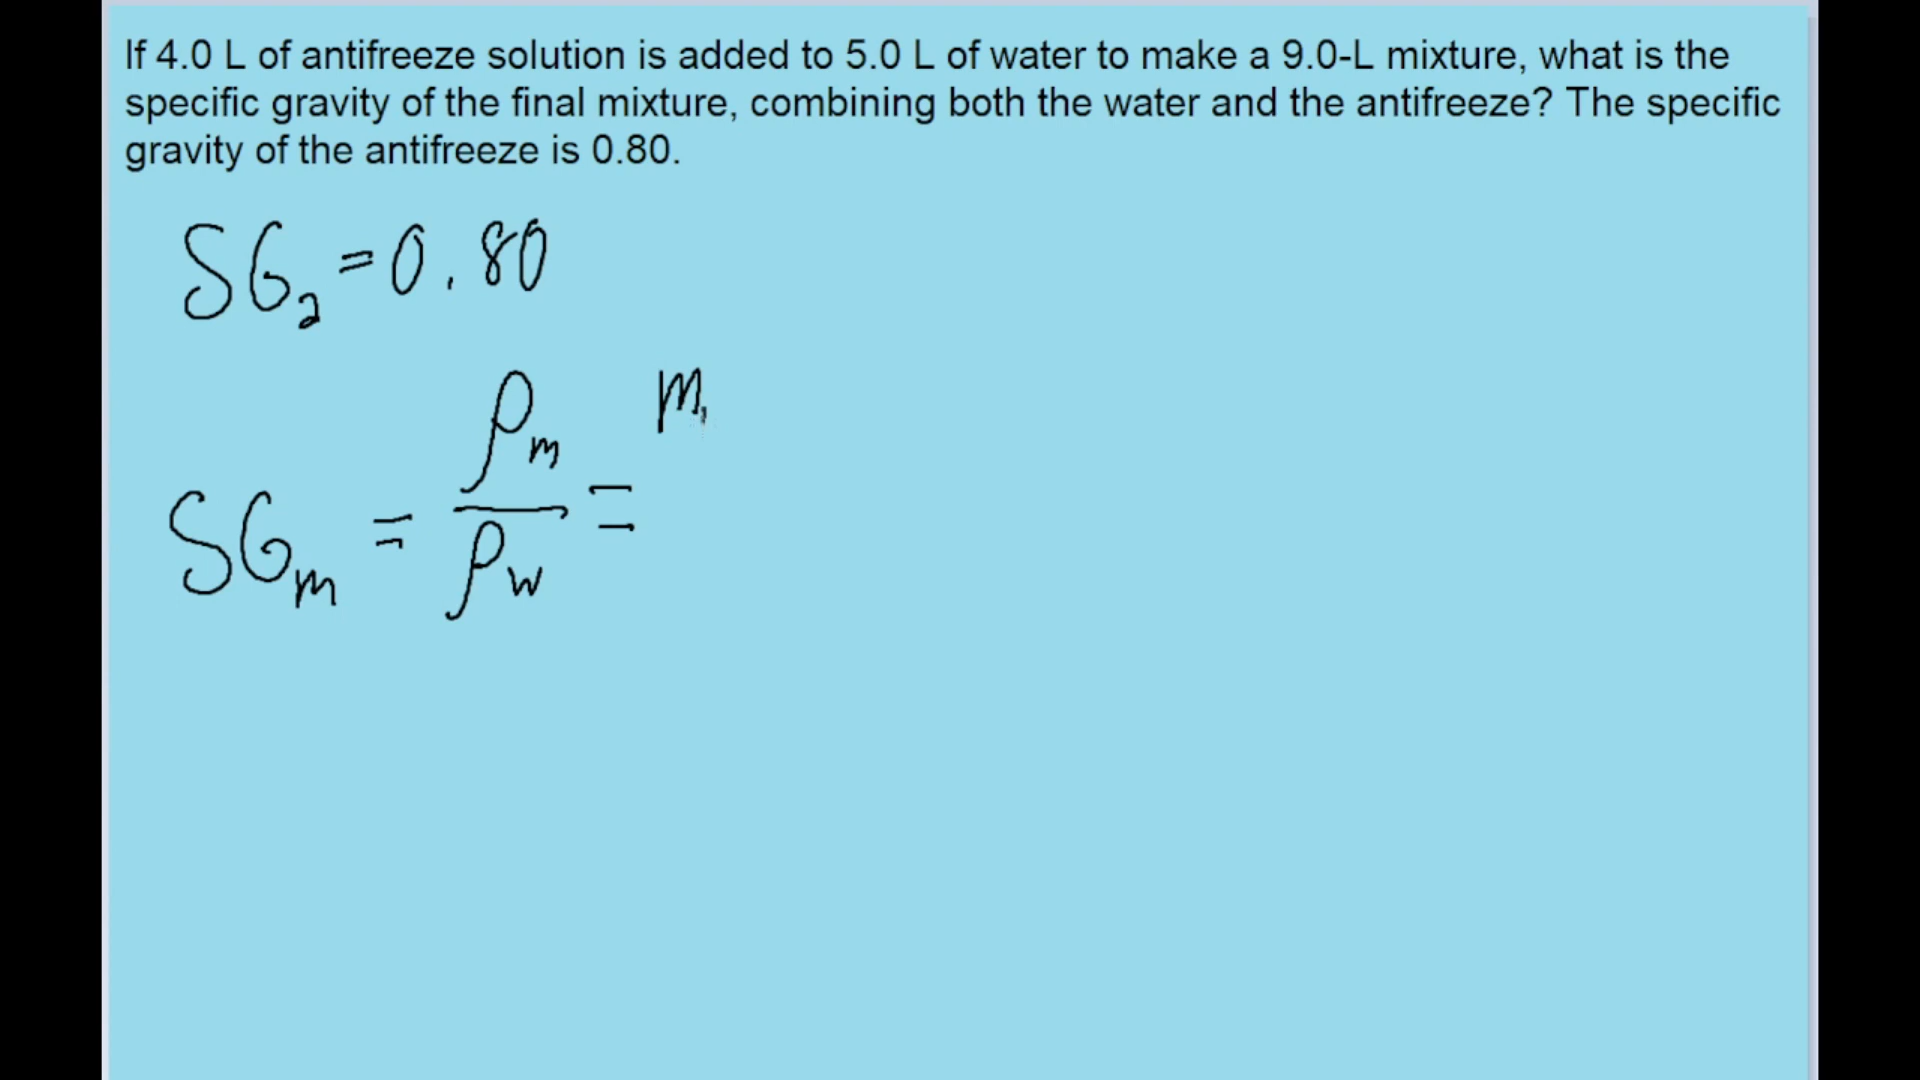 If 4.0 L of antifreeze solution is added to 5.0 L of water to make a 9.0-L mixture, what is the
specific gravity of the final mixture, combining both the water and the antifreeze? The specific
gravity of the antifreeze is 0.80.
SG₂ = 0.80
SGₘ = ρₘ/ρ_w = m₁